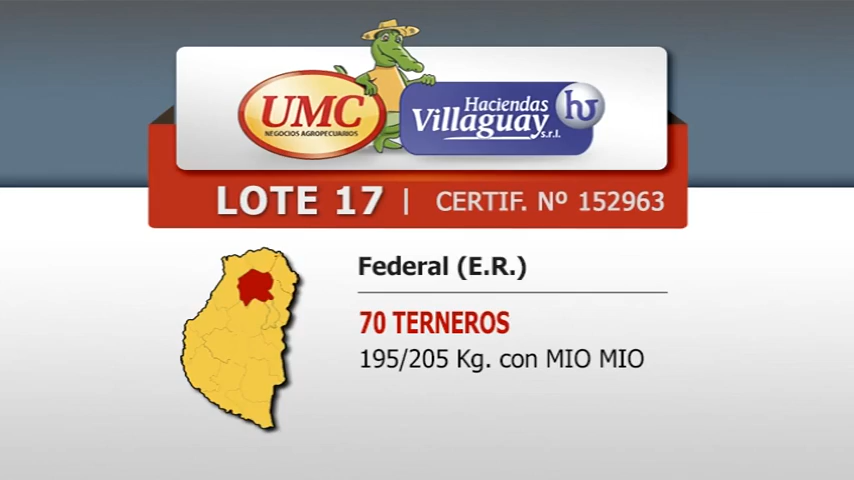 UMC
NEGOCIOS AGROPECUARIOS
Haciendas
Villaguay
s.r.l.
hv
LOTE 17 | CERTIF. Nº 152963
Federal (E.R.)
70 TERNEROS
195/205 Kg. con MIO MIO